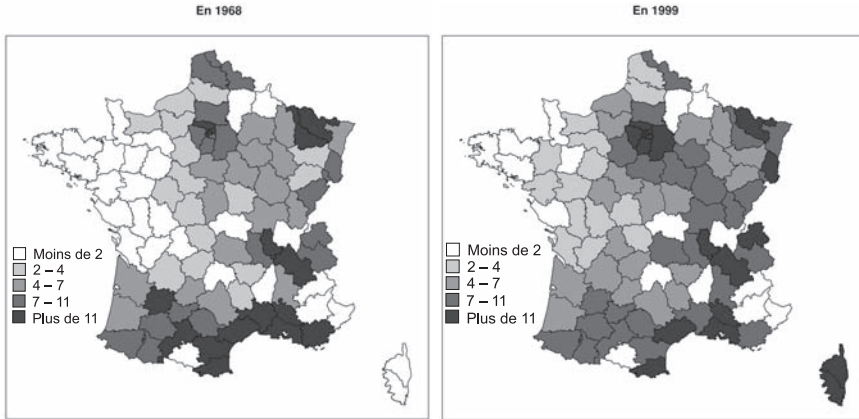 En 1968
En 1999
Moins de 2
2 – 4
4 – 7
7 – 11
Plus de 11
Moins de 2
2 – 4
4 – 7
7 – 11
Plus de 11